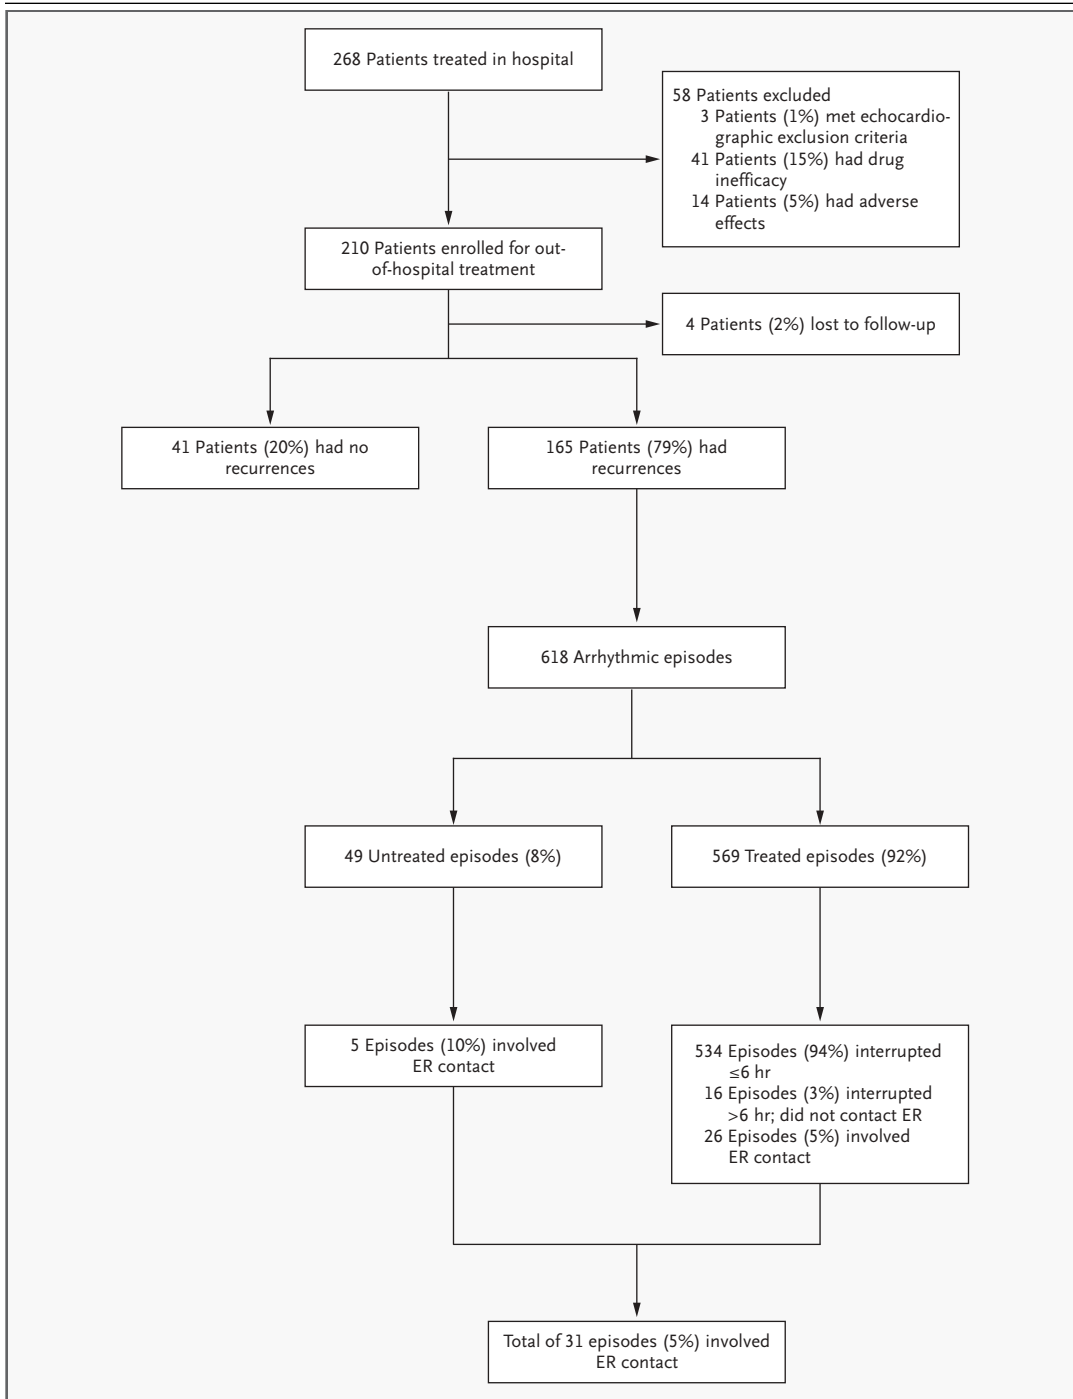 268 Patients treated in hospital
58 Patients excluded
3 Patients (1%) met echocardio-
graphic exclusion criteria
41 Patients (15%) had drug
inefficacy
14 Patients (5%) had adverse
effects
210 Patients enrolled for out-
of-hospital treatment
4 Patients (2%) lost to follow-up
41 Patients (20%) had no
recurrences
165 Patients (79%) had
recurrences
618 Arrhythmic episodes
49 Untreated episodes (8%)
569 Treated episodes (92%)
5 Episodes (10%) involved
ER contact
534 Episodes (94%) interrupted
≤6 hr
16 Episodes (3%) interrupted
>6 hr; did not contact ER
26 Episodes (5%) involved
ER contact
Total of 31 episodes (5%) involved
ER contact